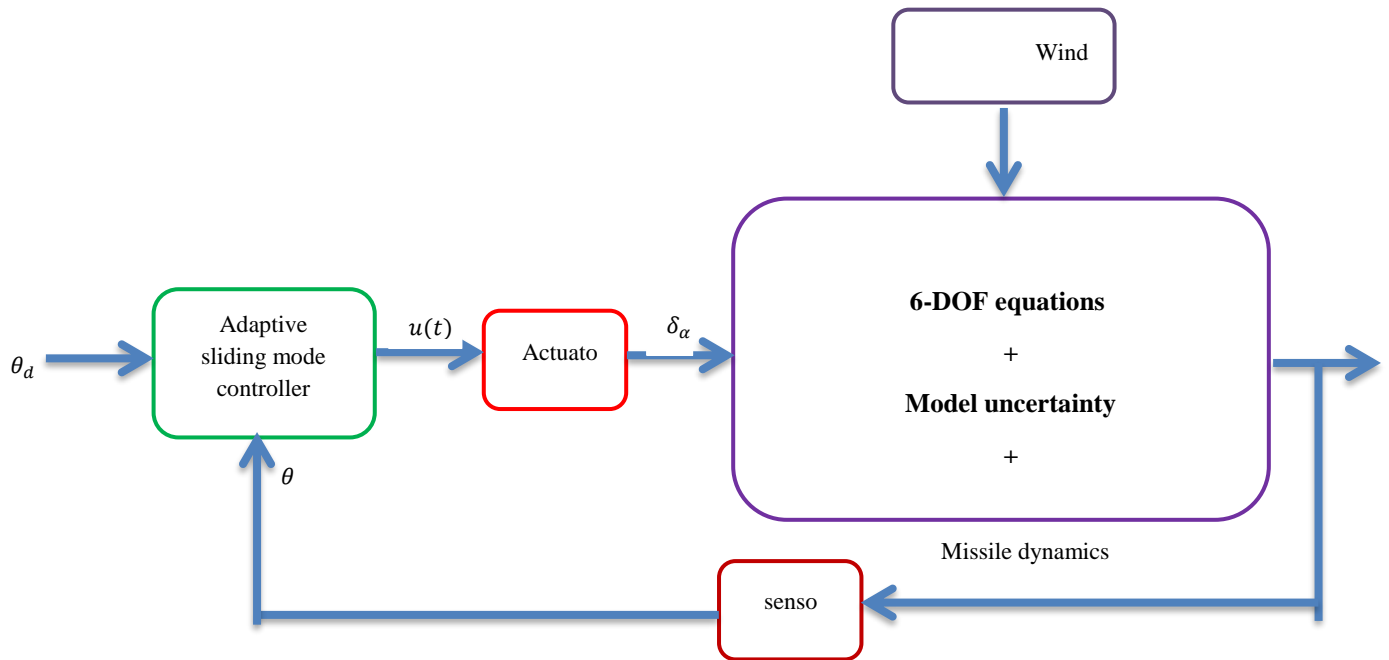 Wind
6-DOF equations
+
Model uncertainty
+
Adaptive
sliding mode
controller
u(t)
Actuato
δ_α
θ_d
θ
Missile dynamics
senso